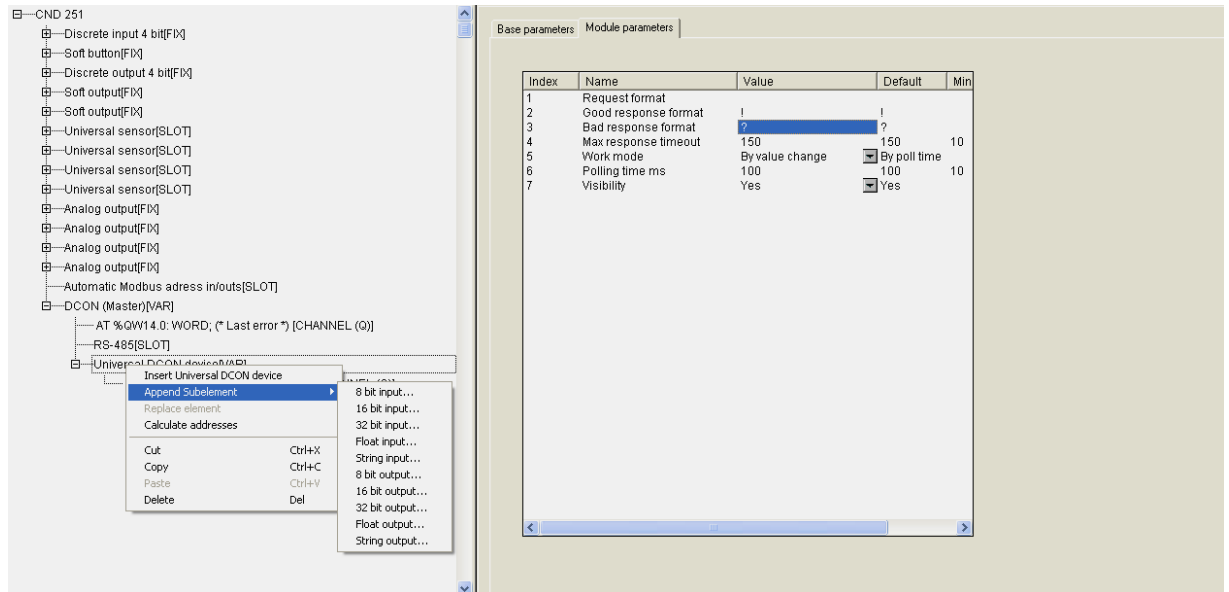 CND 251
Discrete input 4 bit[FIX]
Soft button[FIX]
Discrete output 4 bit[FIX]
Soft output[FIX]
Soft output[FIX]
Universal sensor[SLOT]
Universal sensor[SLOT]
Universal sensor[SLOT]
Universal sensor[SLOT]
Analog output[FIX]
Analog output[FIX]
Analog output[FIX]
Analog output[FIX]
Automatic Modbus adress in/outs[SLOT]
DCON (Master)[VAR]
AT %QW14.0: WORD; (* Last error *) [CHANNEL (Q)]
RS-485[SLOT]
Universal DCON device[VAR]
Insert Universal DCON device
Append Subelement
Replace element
Calculate addresses
Cut Ctrl+X
Copy Ctrl+C
Paste Ctrl+V
Delete Del
8 bit input...
16 bit input...
32 bit input...
Float input...
String input...
8 bit output...
16 bit output...
32 bit output...
Float output...
String output...
Base parameters Module parameters
Index Name Value Default Min
1 Request format
2 Good response format ! !
3 Bad response format ? ?
4 Max response timeout 150 150 10
5 Work mode By value change By poll time
6 Polling time ms 100 100 10
7 Visibility Yes Yes